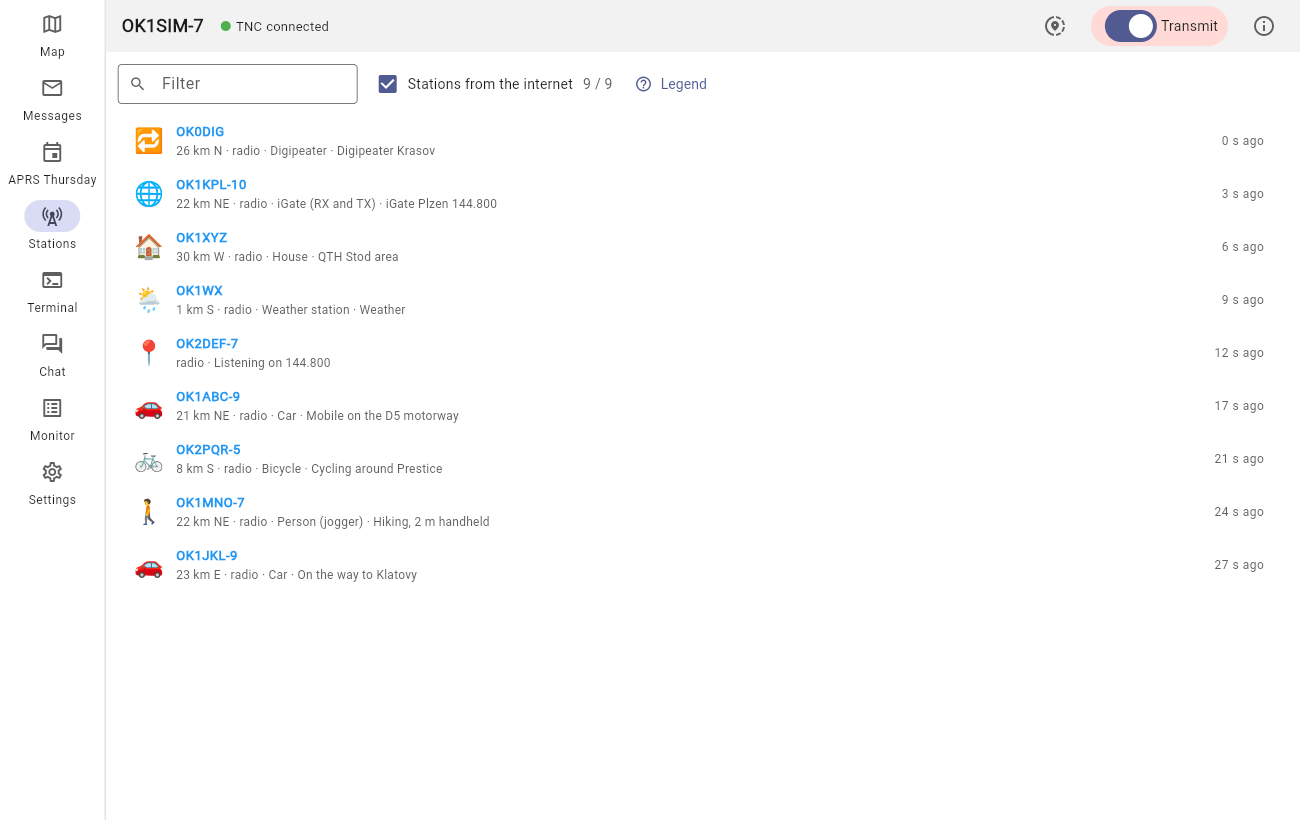 OK1SIM-7
TNC connected
Transmit
Map
Messages
APRS Thursday
Stations
Terminal
Chat
Monitor
Settings
Filter
Stations from the internet 9 / 9
Legend
OK0DIG
26 km N · radio · Digipeater · Digipeater Krasov
0 s ago
OK1KPL-10
22 km NE · radio · iGate (RX and TX) · iGate Plzen 144.800
3 s ago
OK1XYZ
30 km W · radio · House · QTH Stod area
6 s ago
OK1WX
1 km S · radio · Weather station · Weather
9 s ago
OK2DEF-7
radio · Listening on 144.800
12 s ago
OK1ABC-9
21 km NE · radio · Car · Mobile on the D5 motorway
17 s ago
OK2PQR-5
8 km S · radio · Bicycle · Cycling around Prestice
21 s ago
OK1MNO-7
22 km NE · radio · Person (jogger) · Hiking, 2 m handheld
24 s ago
OK1JKL-9
23 km E · radio · Car · On the way to Klatovy
27 s ago